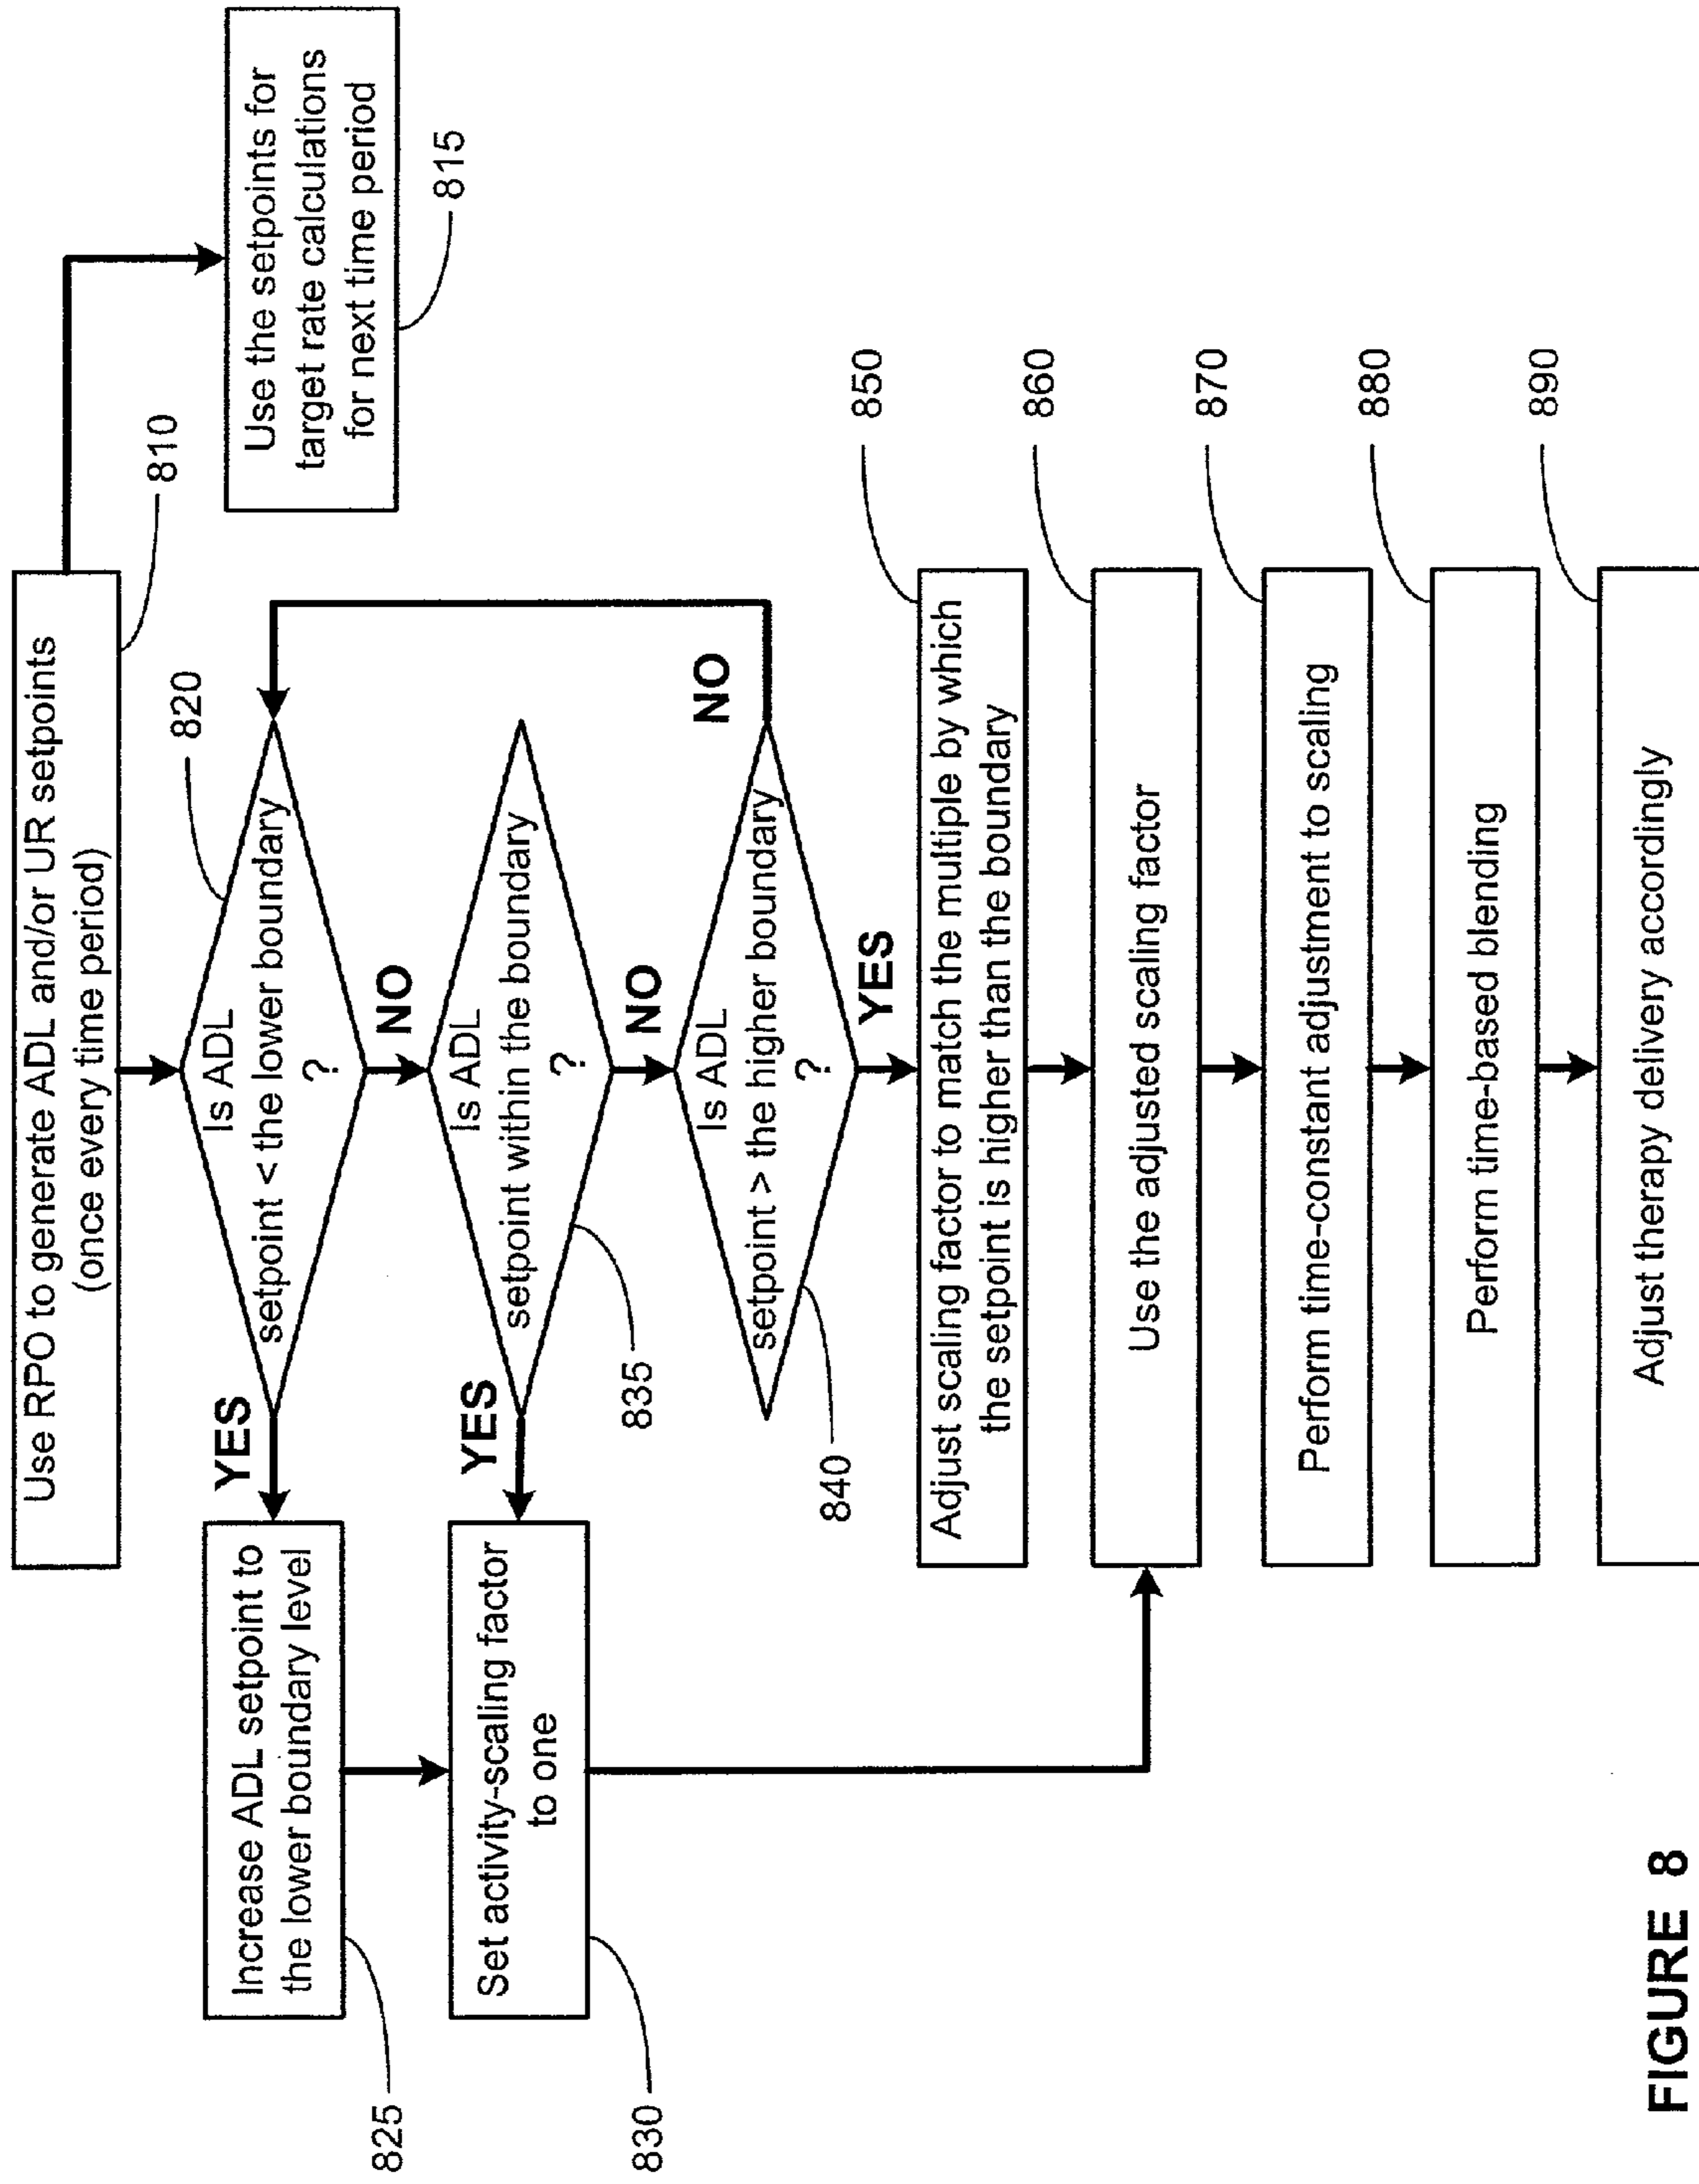 Use RPO to generate ADL and/or UR setpoints
(once every time period)
810
Use the setpoints for
target rate calculations
for next time period
815
Is ADL
setpoint < the lower boundary
?
820
YES
NO
Increase ADL setpoint to
the lower boundary level
825
Is ADL
setpoint within the boundary
?
835
YES
NO
Set activity-scaling factor
to one
830
Is ADL
setpoint > the higher boundary
?
840
NO
YES
Adjust scaling factor to match the multiple by which
the setpoint is higher than the boundary
850
Use the adjusted scaling factor
860
Perform time-constant adjustment to scaling
870
Perform time-based blending
880
Adjust therapy delivery accordingly
890
FIGURE 8